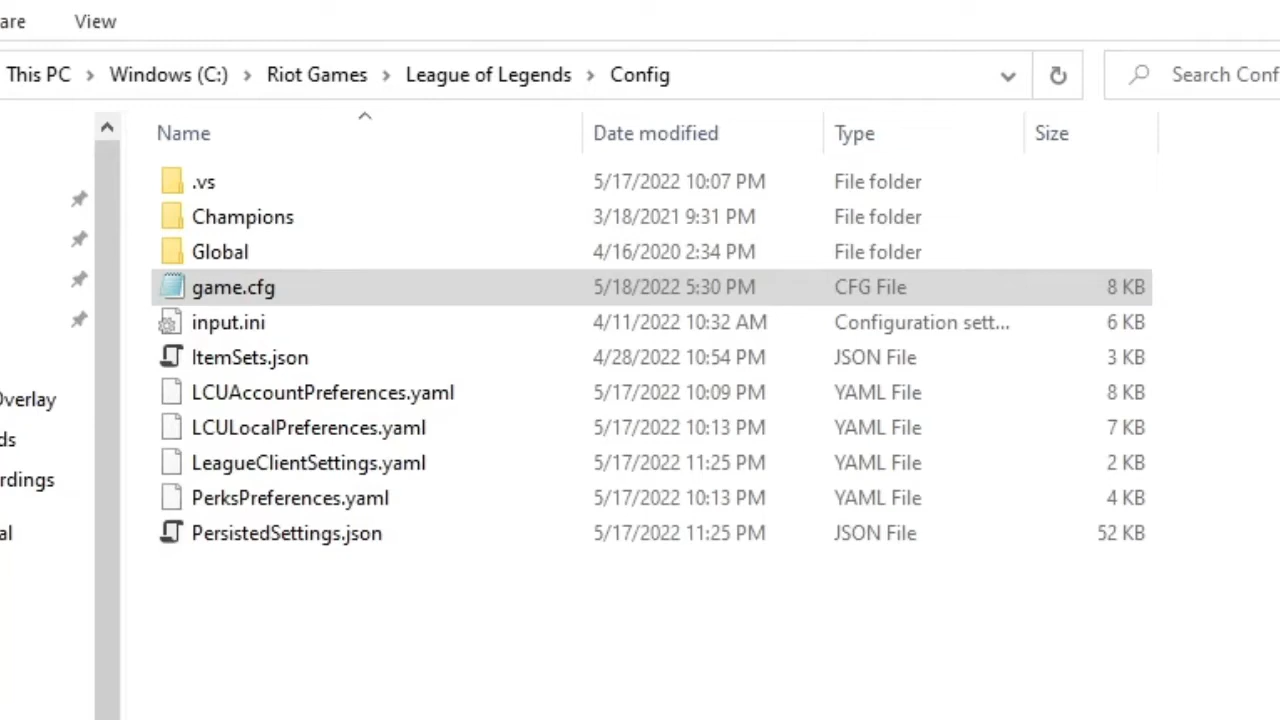 are View
This PC > Windows (C:) > Riot Games > League of Legends > Config Search Conf
Name Date modified Type Size
.vs 5/17/2022 10:07 PM File folder
Champions 3/18/2021 9:31 PM File folder
Global 4/16/2020 2:34 PM File folder
game.cfg 5/18/2022 5:30 PM CFG File 8 KB
input.ini 4/11/2022 10:32 AM Configuration sett... 6 KB
ItemSets.json 4/28/2022 10:54 PM JSON File 3 KB
LCUAccountPreferences.yaml 5/17/2022 10:09 PM YAML File 8 KB
Overlay
LCULocalPreferences.yaml 5/17/2022 10:13 PM YAML File 7 KB
ds
LeagueClientSettings.yaml 5/17/2022 11:25 PM YAML File 2 KB
rdings
PerksPreferences.yaml 5/17/2022 10:13 PM YAML File 4 KB
al
PersistedSettings.json 5/17/2022 11:25 PM JSON File 52 KB